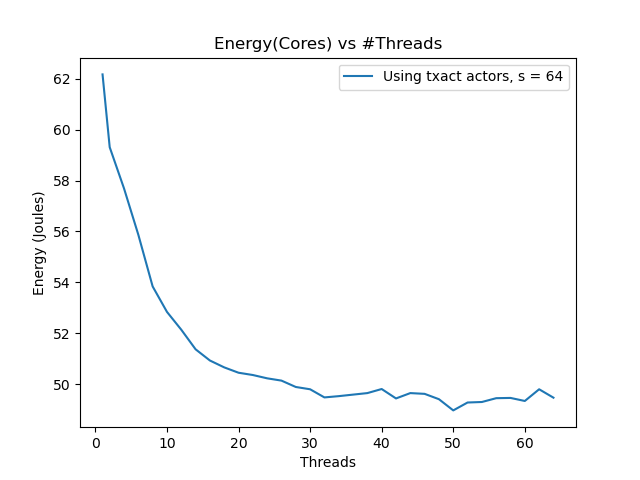 Energy(Cores) vs #Threads
Using txact actors, s = 64
Energy (Joules)
62
60
58
56
54
52
50
0 10 20 30 40 50 60
Threads